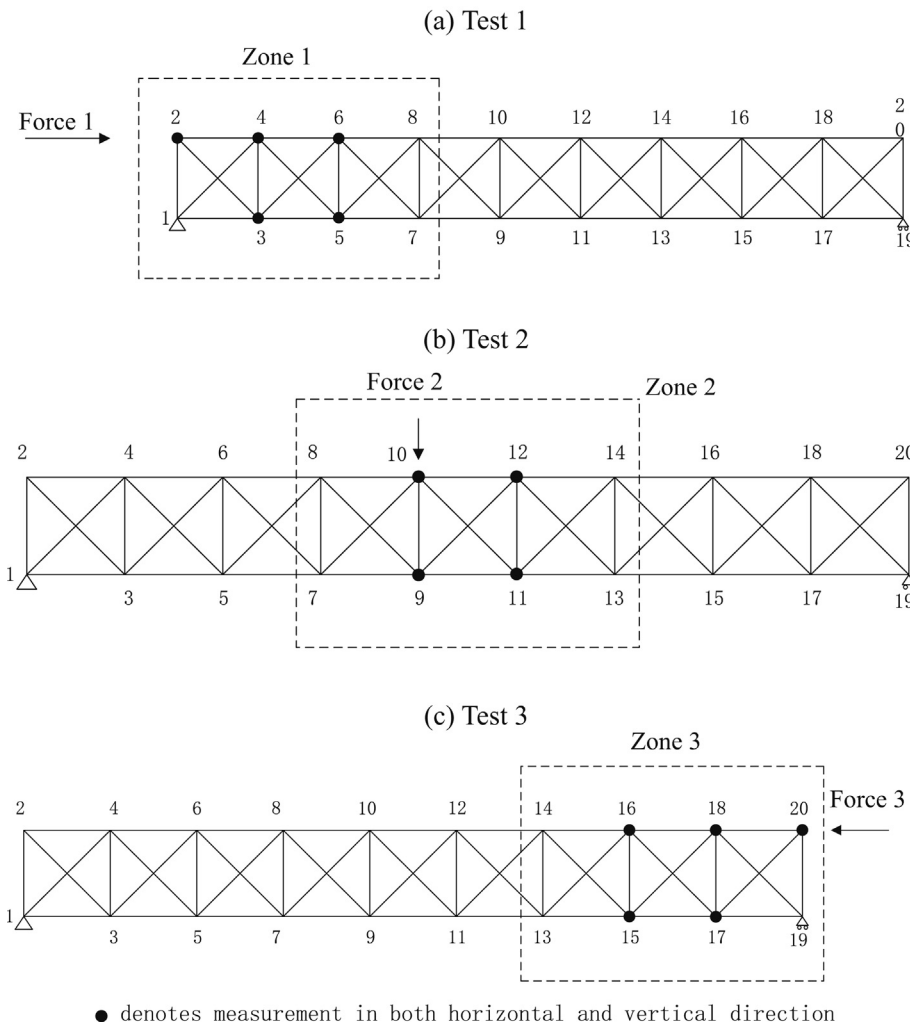 (a) Test 1
Zone 1
Force 1
2 4 6 8 10 12 14 16 18 2
0
1
3 5 7 9 11 13 15 17 19
(b) Test 2
Force 2
Zone 2
2 4 6 8 10 12 14 16 18 20
1
3 5 7 9 11 13 15 17 19
(c) Test 3
Zone 3
2 4 6 8 10 12 14 16 18 20 Force 3
1
3 5 7 9 11 13 15 17 19
● denotes measurement in both horizontal and vertical direction